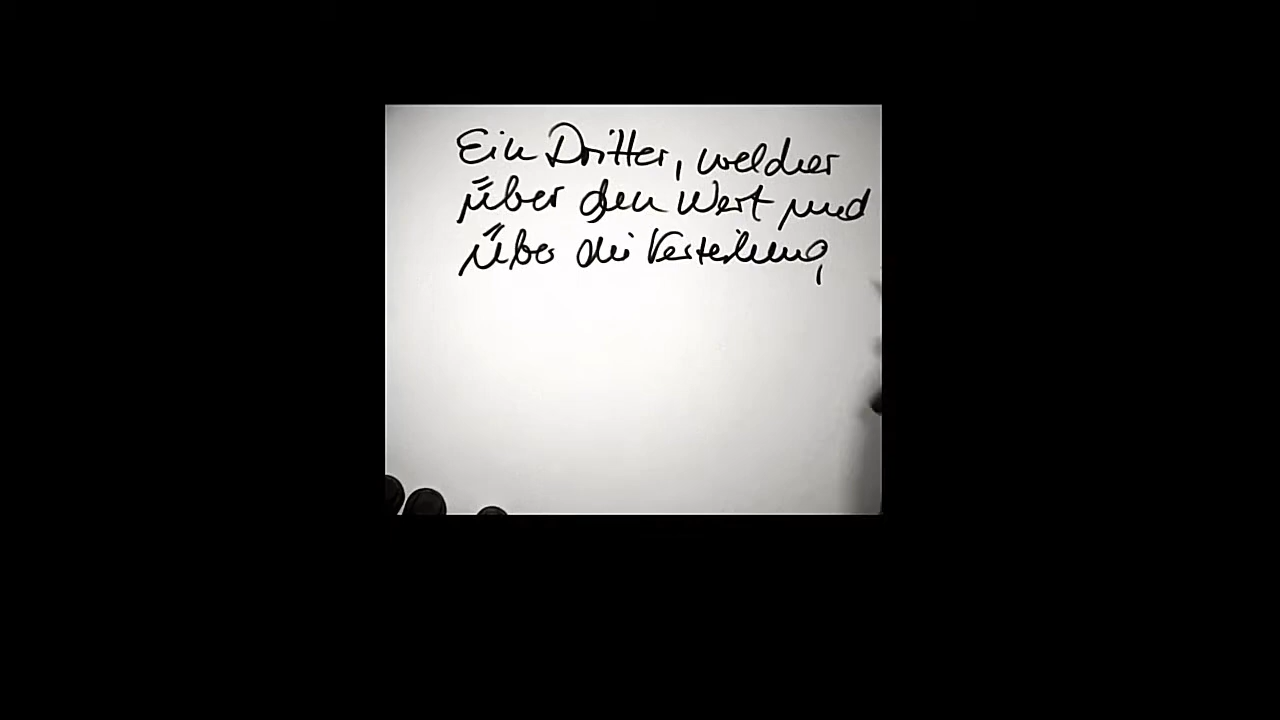 Ein Dritter, welcher
über den Wert und
über die Verteilung